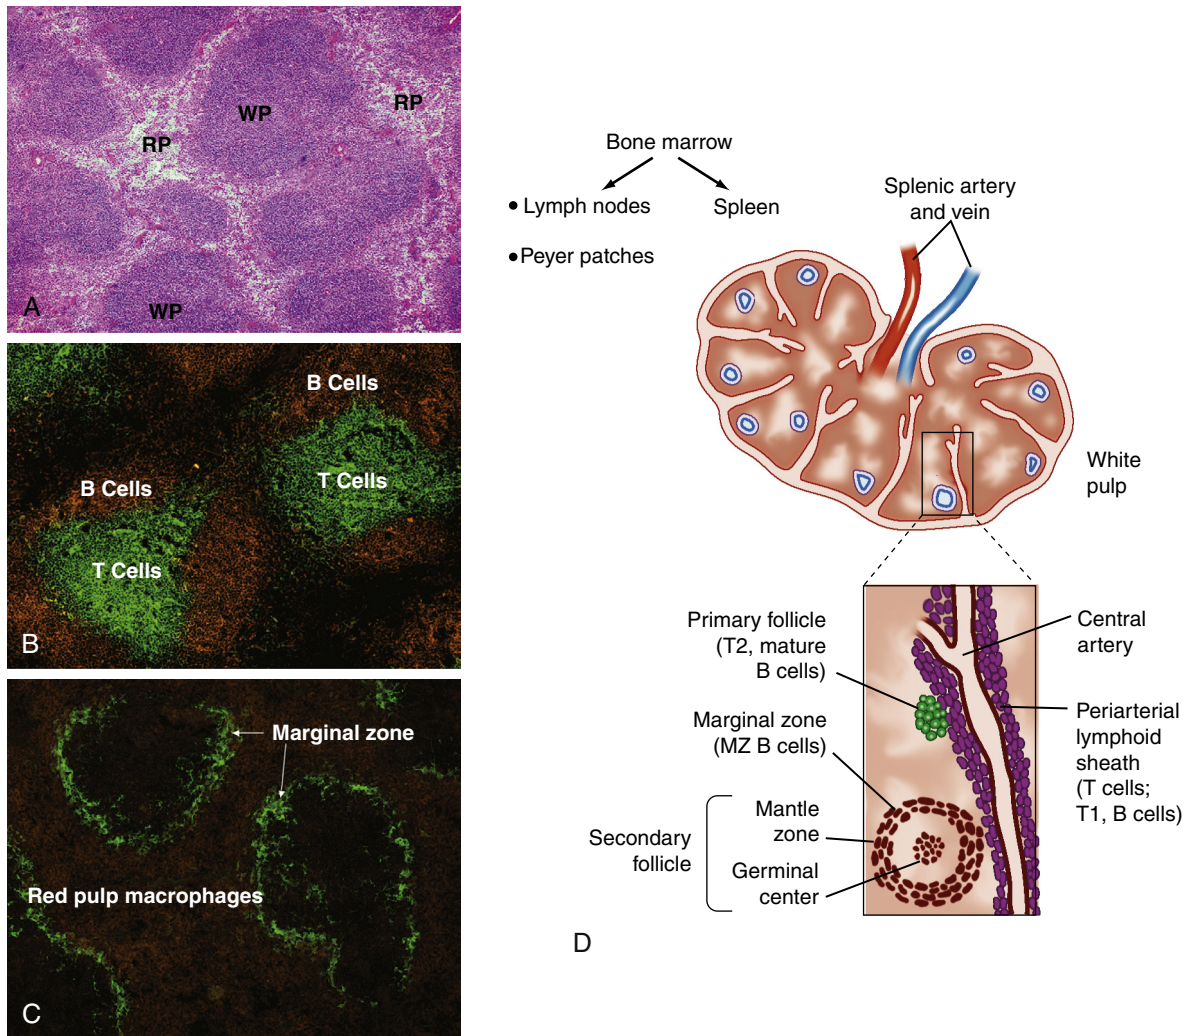 WP
RP
RP
WP
A
B Cells
T Cells
B Cells
T Cells
B
Marginal zone
Red pulp macrophages
C
Bone marrow
• Lymph nodes
Spleen
• Peyer patches
Splenic artery
and vein
White
pulp
Primary follicle
(T2, mature
B cells)
Marginal zone
(MZ B cells)
Secondary
follicle
Mantle
zone
Germinal
center
Central
artery
Periarterial
lymphoid
sheath
(T cells;
T1, B cells)
D